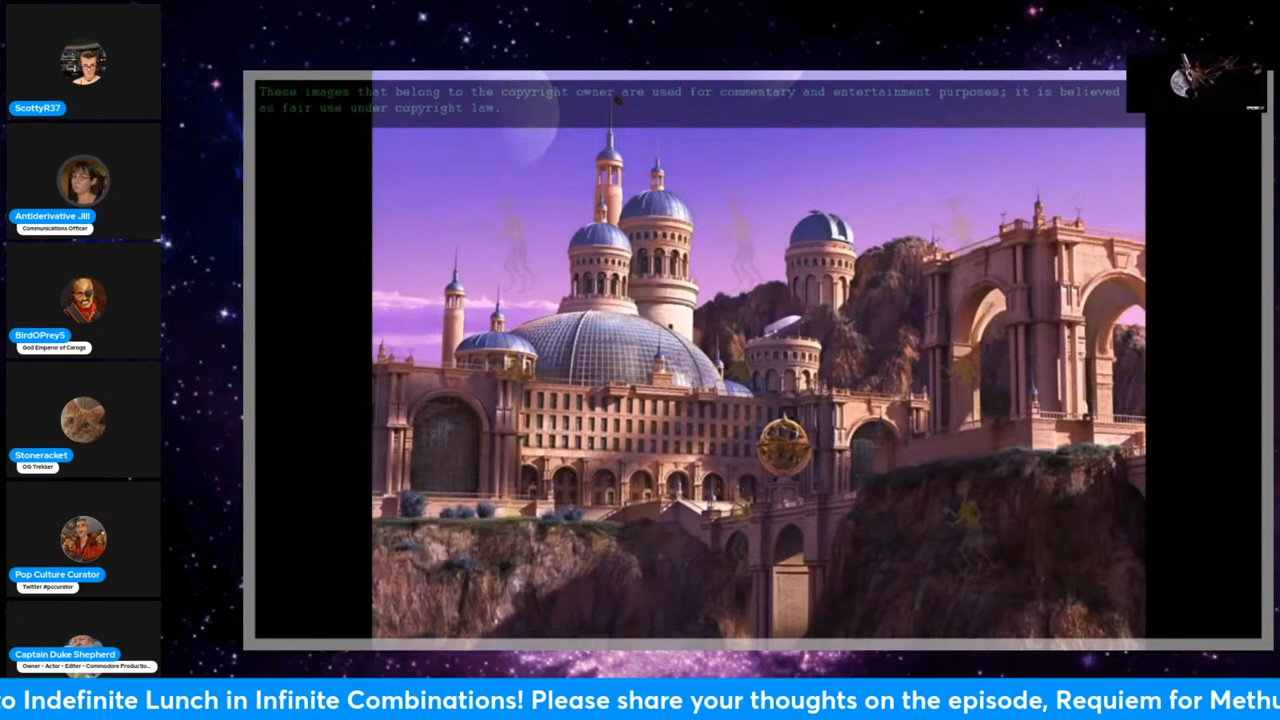 ScottyR37
Antiderivative Jill
Communications Officer
BirdOPrey5
God Emperor of Caroga
Stoneracket
OG Trekker
Pop Culture Curator
Twitter #pccurator
Captain Duke Shepherd
Owner - Actor - Editer - Commodore Productio...
These images that belong to the copyright owner are used for commentary and entertainment purposes; it is believed
as fair use under copyright law.
to Indefinite Lunch in Infinite Combinations! Please share your thoughts on the episode, Requiem for Methu